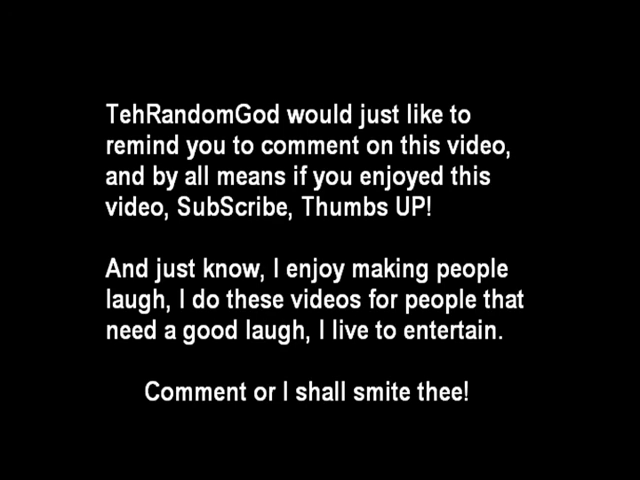 TehRandomGod would just like to
remind you to comment on this video,
and by all means if you enjoyed this
video, SubScribe, Thumbs UP!
And just know, I enjoy making people
laugh, I do these videos for people that
need a good laugh, I live to entertain.
Comment or I shall smite thee!